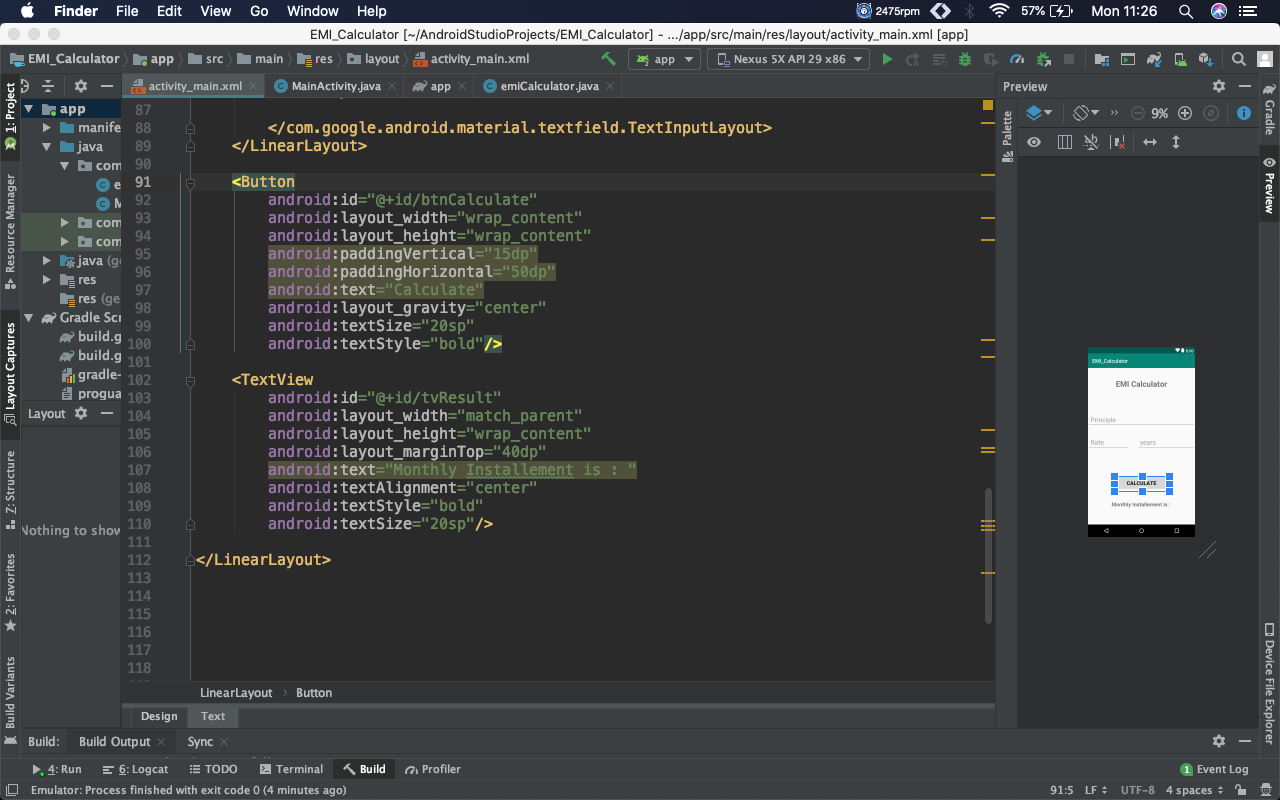 Finder File Edit View Go Window Help 2475rpm 57% Mon 11:26
EMI_Calculator [~/AndroidStudioProjects/EMI_Calculator] - .../app/src/main/res/layout/activity_main.xml [app]
EMI_Calculator app src main res layout activity_main.xml app Nexus 5X API 29 x86
activity_main.xml MainActivity.java app emiCalculator.java Preview
1: Project
Resource Manager
Layout Captures
Z: Structure
2: Favorites
Build Variants
app
manife
java
com
e
M
com
com
java (ge
res
res (ge
Gradle Scr
build.g
build.g
gradle-
progua
Layout
Nothing to show
87
88 </com.google.android.material.textfield.TextInputLayout>
89 </LinearLayout>
90
91 <Button
92 android:id="@+id/btnCalculate"
93 android:layout_width="wrap_content"
94 android:layout_height="wrap_content"
95 android:paddingVertical="15dp"
96 android:paddingHorizontal="50dp"
97 android:text="Calculate"
98 android:layout_gravity="center"
99 android:textSize="20sp"
100 android:textStyle="bold"/>
101
102 <TextView
103 android:id="@+id/tvResult"
104 android:layout_width="match_parent"
105 android:layout_height="wrap_content"
106 android:layout_marginTop="40dp"
107 android:text="Monthly Installement is : "
108 android:textAlignment="center"
109 android:textStyle="bold"
110 android:textSize="20sp"/>
111
112 </LinearLayout>
113
114
115
116
117
118
LinearLayout Button
Design Text
Palette
9%
EMI_Calculator
EMI Calculator
Principle
Rate years
CALCULATE
Monthly Installement is :
Gradle
Preview
Device File Explorer
Build: Build Output Sync
4: Run 6: Logcat TODO Terminal Build Profiler 1 Event Log
Emulator: Process finished with exit code 0 (4 minutes ago) 91:5 LF UTF-8 4 spaces